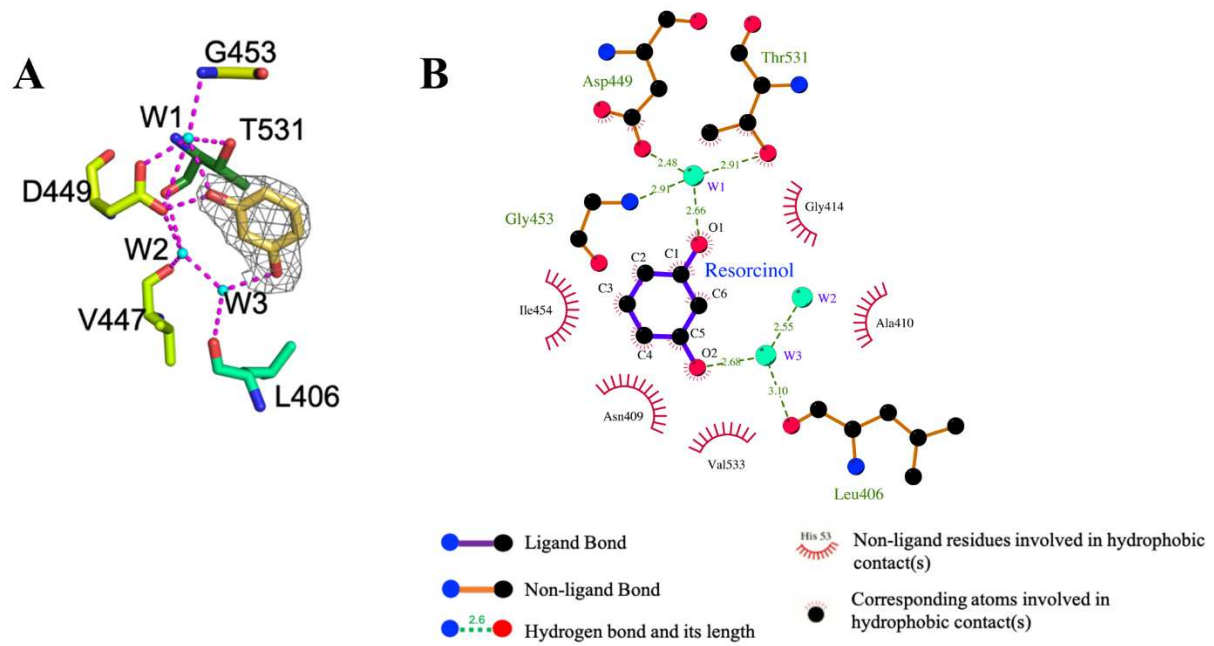 A
G453
W1
T531
D449
W2
W3
V447
L406
B
Asp449
Thr531
2.48
2.91
W1
2.91
2.66
Gly453
Gly414
O1
Resorcinol
C2
C1
C3
C6
W2
Ile454
2.55
Ala410
C5
C4
O2
2.68
W3
3.10
Asn409
Val533
Leu406
Ligand Bond
Non-ligand Bond
2.6
Hydrogen bond and its length
His 53
Non-ligand residues involved in hydrophobic
contact(s)
Corresponding atoms involved in
hydrophobic contact(s)